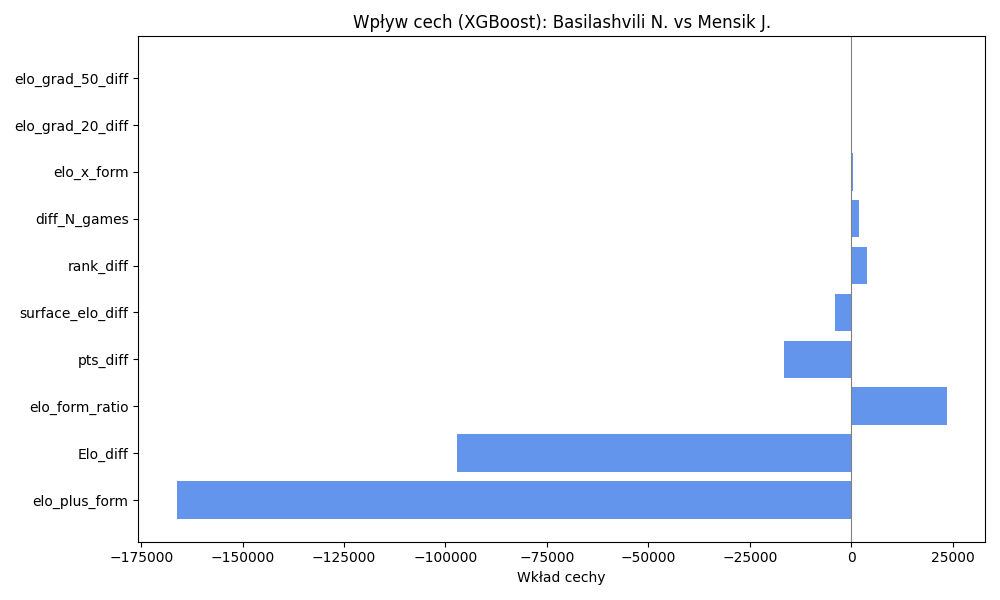 Wpływ cech (XGBoost): Basilashvili N. vs Mensik J.
elo_grad_50_diff
elo_grad_20_diff
elo_x_form
diff_N_games
rank_diff
surface_elo_diff
pts_diff
elo_form_ratio
Elo_diff
elo_plus_form
−175000 −150000 −125000 −100000 −75000 −50000 −25000 0 25000
Wkład cechy